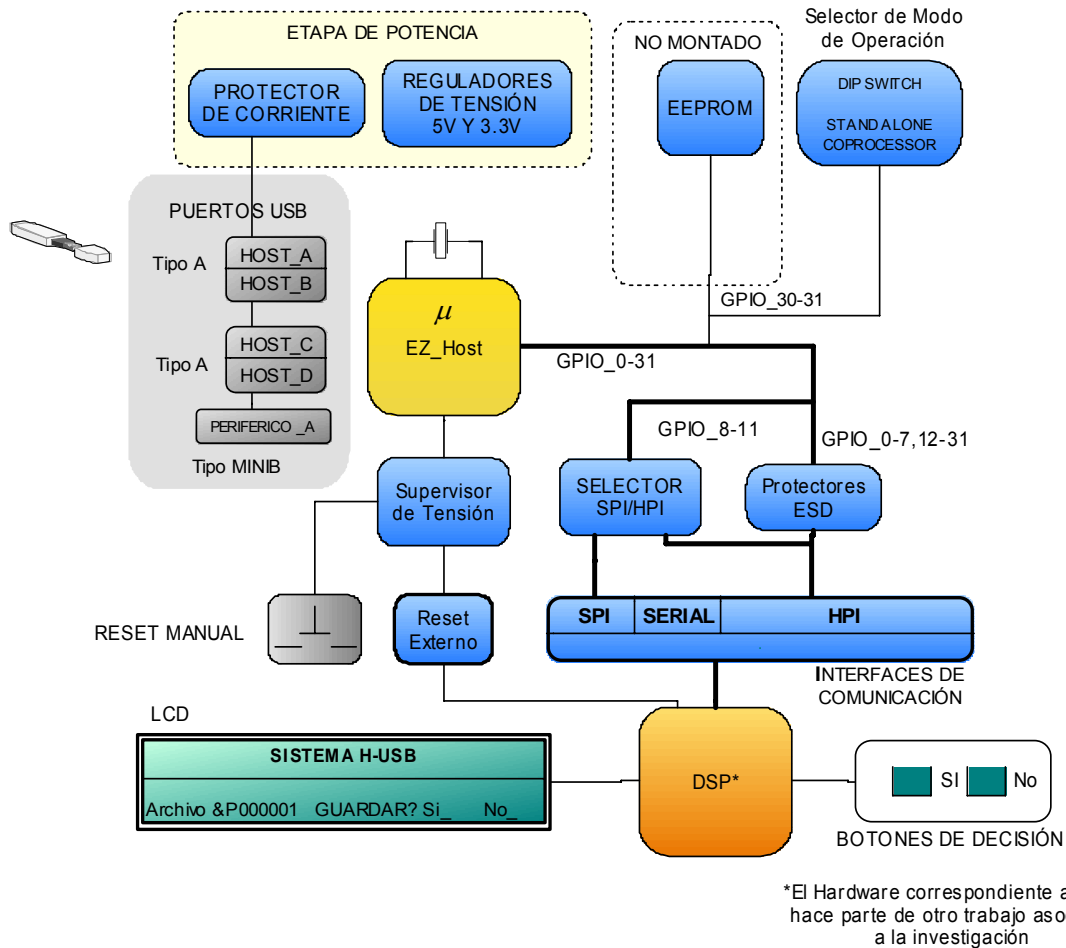 ETAPA DE POTENCIA
PROTECTOR
DE CORRIENTE
REGULADORES
DE TENSIÓN
5V Y 3.3V
NO MONTADO
EEPROM
Selector de Modo
de Operación
DIP SWITCH
STANDALONE
COPROCESSOR
PUERTOS USB
Tipo A
HOST_A
HOST_B
Tipo A
HOST_C
HOST_D
PERIFERICO _A
Tipo MINIB
μ
EZ_Host
GPIO_30-31
GPIO_0-31
GPIO_8-11
GPIO_0-7,12-31
Supervisor
de Tensión
SELECTOR
SPI/HPI
Protectores
ESD
RESET MANUAL
Reset
Externo
SPI SERIAL HPI
INTERFACES DE
COMUNICACIÓN
LCD
SISTEMA H-USB
Archivo &P000001 GUARDAR? Si_ No_
DSP*
SI No
BOTONES DE DECISIÓN
*El Hardware correspondiente
hace parte de otro trabajo
a la investigación